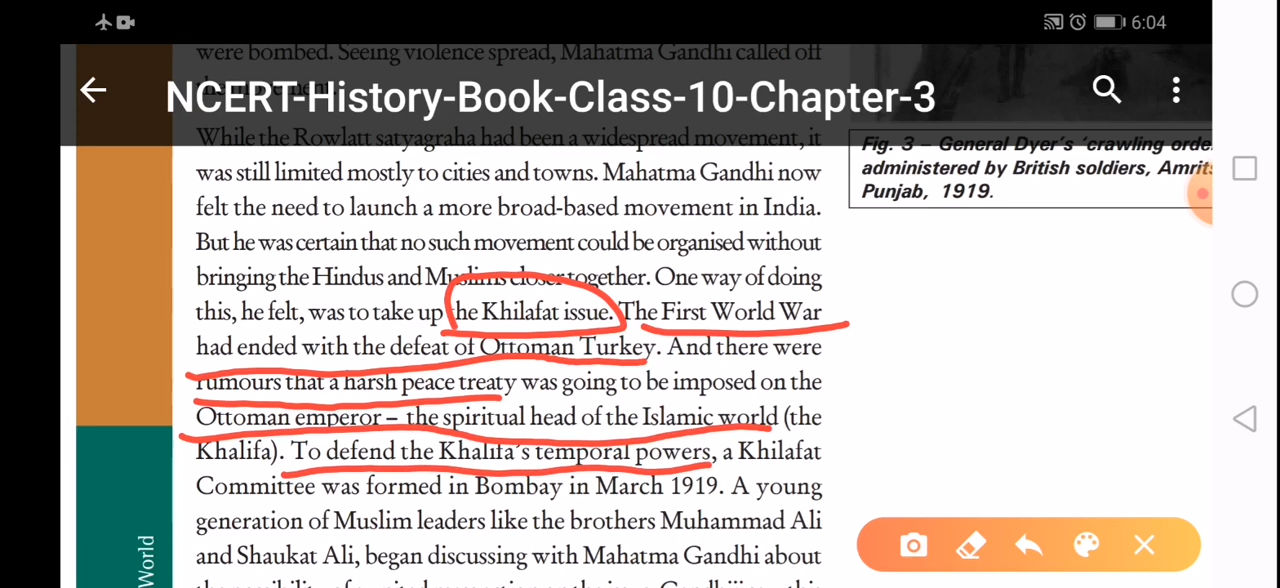 6:04
were bombed. Seeing violence spread, Mahatma Gandhi called off
the movement.
NCERT-History-Book-Class-10-Chapter-3
While the Rowlatt satyagraha had been a widespread movement, it
was still limited mostly to cities and towns. Mahatma Gandhi now
felt the need to launch a more broad-based movement in India.
But he was certain that no such movement could be organised without
bringing the Hindus and Muslims closer together. One way of doing
this, he felt, was to take up the Khilafat issue. The First World War
had ended with the defeat of Ottoman Turkey. And there were
rumours that a harsh peace treaty was going to be imposed on the
Ottoman emperor – the spiritual head of the Islamic world (the
Khalifa). To defend the Khalifa's temporal powers, a Khilafat
Committee was formed in Bombay in March 1919. A young
generation of Muslim leaders like the brothers Muhammad Ali
and Shaukat Ali, began discussing with Mahatma Gandhi about
Fig. 3 – General Dyer's 'crawling orde
administered by British soldiers, Amrits
Punjab, 1919.
World